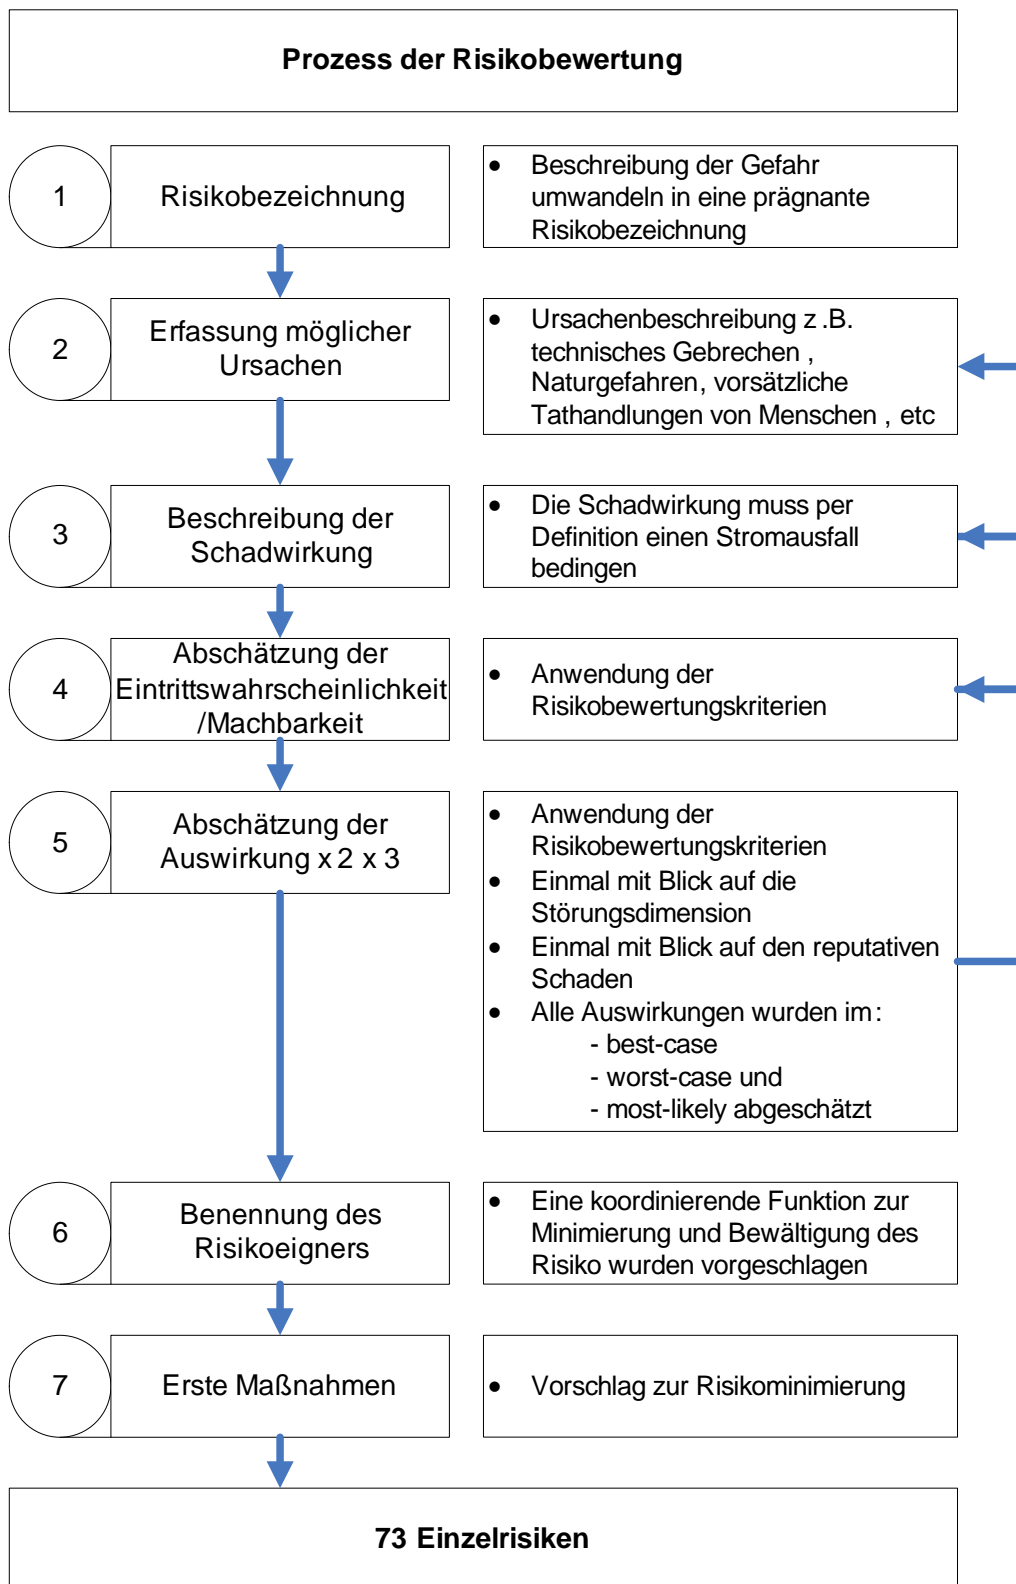 Prozess der Risikobewertung
1
Risikobezeichnung
• Beschreibung der Gefahr
umwandeln in eine prägnante
Risikobezeichnung
2
Erfassung möglicher
Ursachen
• Ursachenbeschreibung z .B.
technisches Gebrechen ,
Naturgefahren, vorsätzliche
Tathandlungen von Menschen , etc
3
Beschreibung der
Schadwirkung
• Die Schadwirkung muss per
Definition einen Stromausfall
bedingen
4
Abschätzung der
Eintrittswahrscheinlichkeit
/Machbarkeit
• Anwendung der
Risikobewertungskriterien
5
Abschätzung der
Auswirkung x 2 x 3
• Anwendung der
Risikobewertungskriterien
• Einmal mit Blick auf die
Störungsdimension
• Einmal mit Blick auf den reputativen
Schaden
• Alle Auswirkungen wurden im:
- best-case
- worst-case und
- most-likely abgeschätzt
6
Benennung des
Risikoeigners
• Eine koordinierende Funktion zur
Minimierung und Bewältigung des
Risiko wurden vorgeschlagen
7
Erste Maßnahmen
• Vorschlag zur Risikominimierung
73 Einzelrisiken